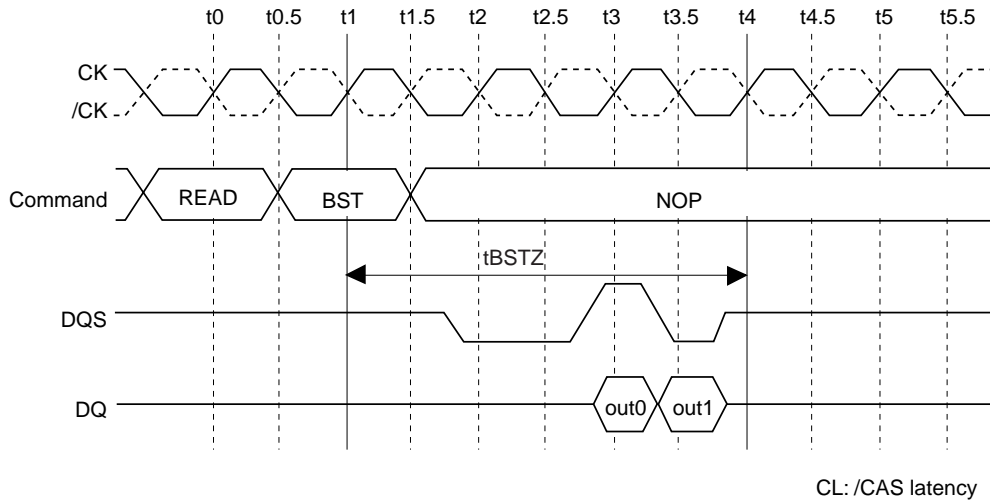 t0 t0.5 t1 t1.5 t2 t2.5 t3 t3.5 t4 t4.5 t5 t5.5
CK
/CK
Command READ BST NOP
tBSTZ
DQS
DQ out0 out1
CL: /CAS latency